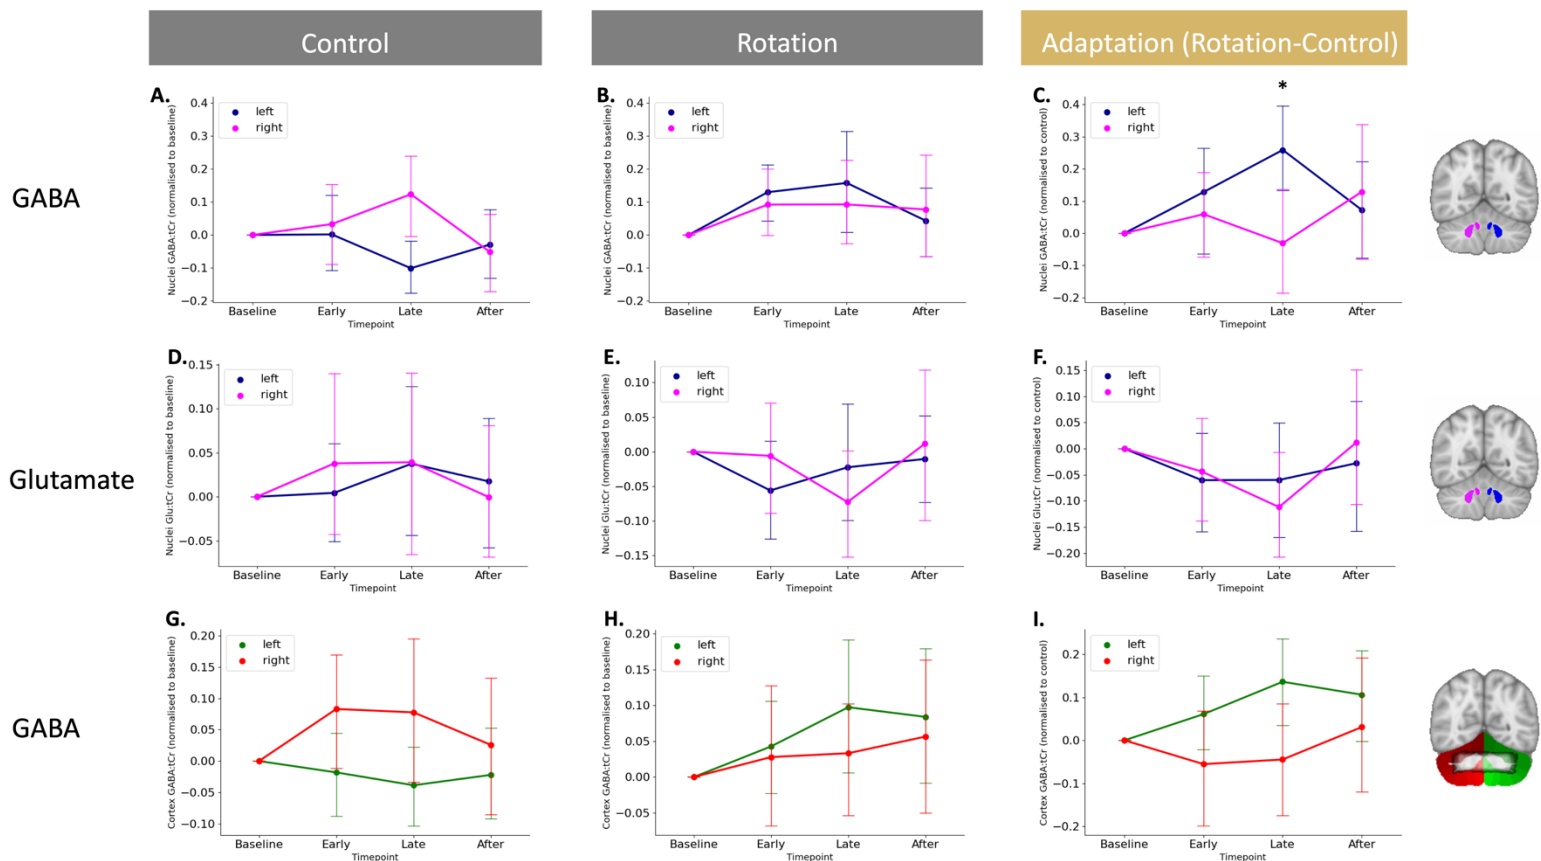 Control
Rotation
Adaptation (Rotation-Control)
GABA
A.
Nuclei GABA:tCr (normalised to baseline)
0.4
0.3
0.2
0.1
0.0
−0.1
−0.2
left
right
Baseline Early Late After
Timepoint
B.
Nuclei GABA:tCr (normalised to baseline)
0.4
0.3
0.2
0.1
0.0
−0.1
−0.2
left
right
Baseline Early Late After
Timepoint
C.
*
Nuclei GABA:tCr (normalised to control)
0.4
0.3
0.2
0.1
0.0
−0.1
−0.2
left
right
Baseline Early Late After
Timepoint
Glutamate
D.
Nuclei Glu:tCr (normalised to baseline)
0.15
0.10
0.05
0.00
−0.05
left
right
Baseline Early Late After
Timepoint
E.
Nuclei Glu:tCr (normalised to baseline)
0.10
0.05
0.00
−0.05
−0.10
−0.15
left
right
Baseline Early Late After
Timepoint
F.
Nuclei Glu:tCr (normalised to control)
0.15
0.10
0.05
0.00
−0.05
−0.10
−0.15
−0.20
left
right
Baseline Early Late After
Timepoint
GABA
G.
Cortex GABA:tCr (normalised to baseline)
0.20
0.15
0.10
0.05
0.00
−0.05
−0.10
left
right
Baseline Early Late After
Timepoint
H.
Cortex GABA:tCr (normalised to baseline)
0.20
0.15
0.10
0.05
0.00
−0.05
left
right
Baseline Early Late After
Timepoint
I.
Cortex GABA:tCr (normalised to control)
0.2
0.1
0.0
−0.1
−0.2
left
right
Baseline Early Late After
Timepoint